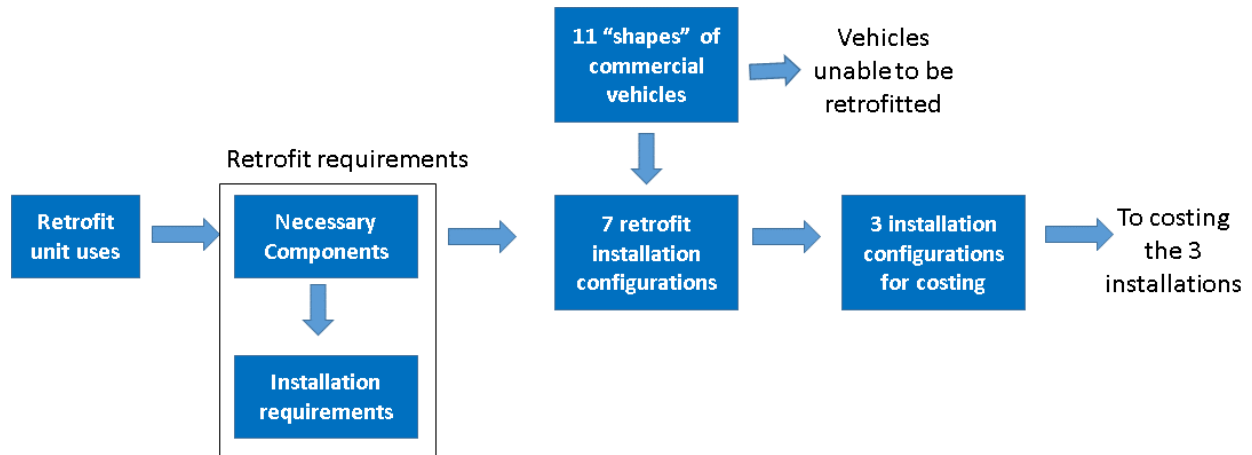 11 “shapes” of
commercial
vehicles
Vehicles
unable to be
retrofitted
Retrofit requirements
Retrofit
unit uses
Necessary
Components
Installation
requirements
7 retrofit
installation
configurations
3 installation
configurations
for costing
To costing
the 3
installations